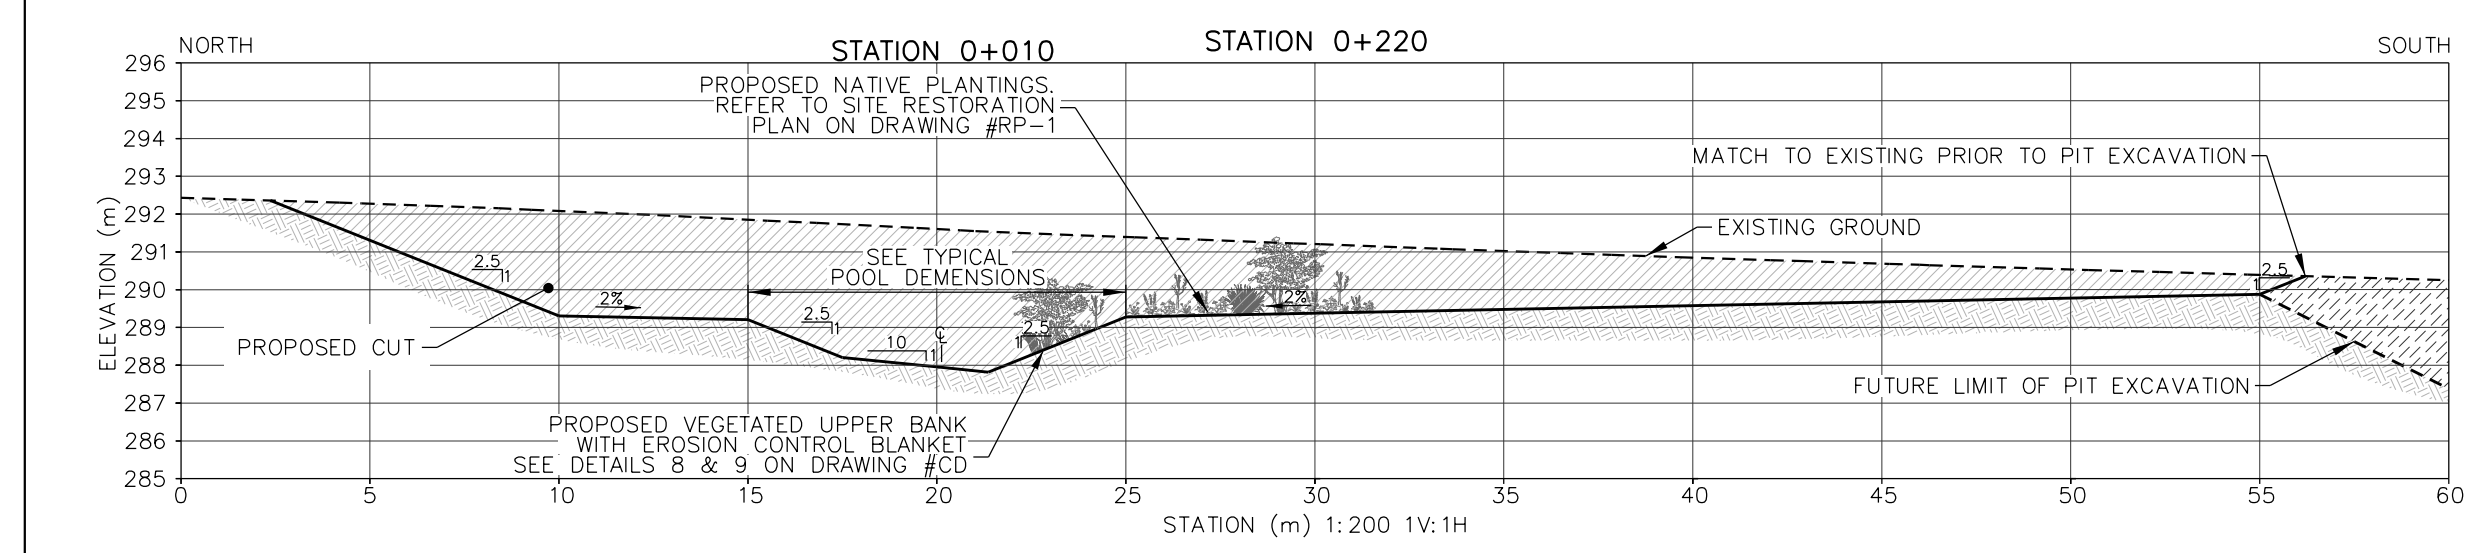 NORTH
STATION 0+010
STATION 0+220
SOUTH
296
295
294
293
292
291
290
289
288
287
286
285
ELEVATION (m)
PROPOSED NATIVE PLANTINGS.
REFER TO SITE RESTORATION
PLAN ON DRAWING #RP-1
MATCH TO EXISTING PRIOR TO PIT EXCAVATION
EXISTING GROUND
SEE TYPICAL
POOL DEMENSIONS
2.5
1
2%
2.5
1
10
1
℄
2.5
1
2%
2.5
1
PROPOSED CUT
FUTURE LIMIT OF PIT EXCAVATION
PROPOSED VEGETATED UPPER BANK
WITH EROSION CONTROL BLANKET
SEE DETAILS 8 & 9 ON DRAWING #CD
0 5 10 15 20 25 30 35 40 45 50 55 60
STATION (m) 1:200 1V:1H